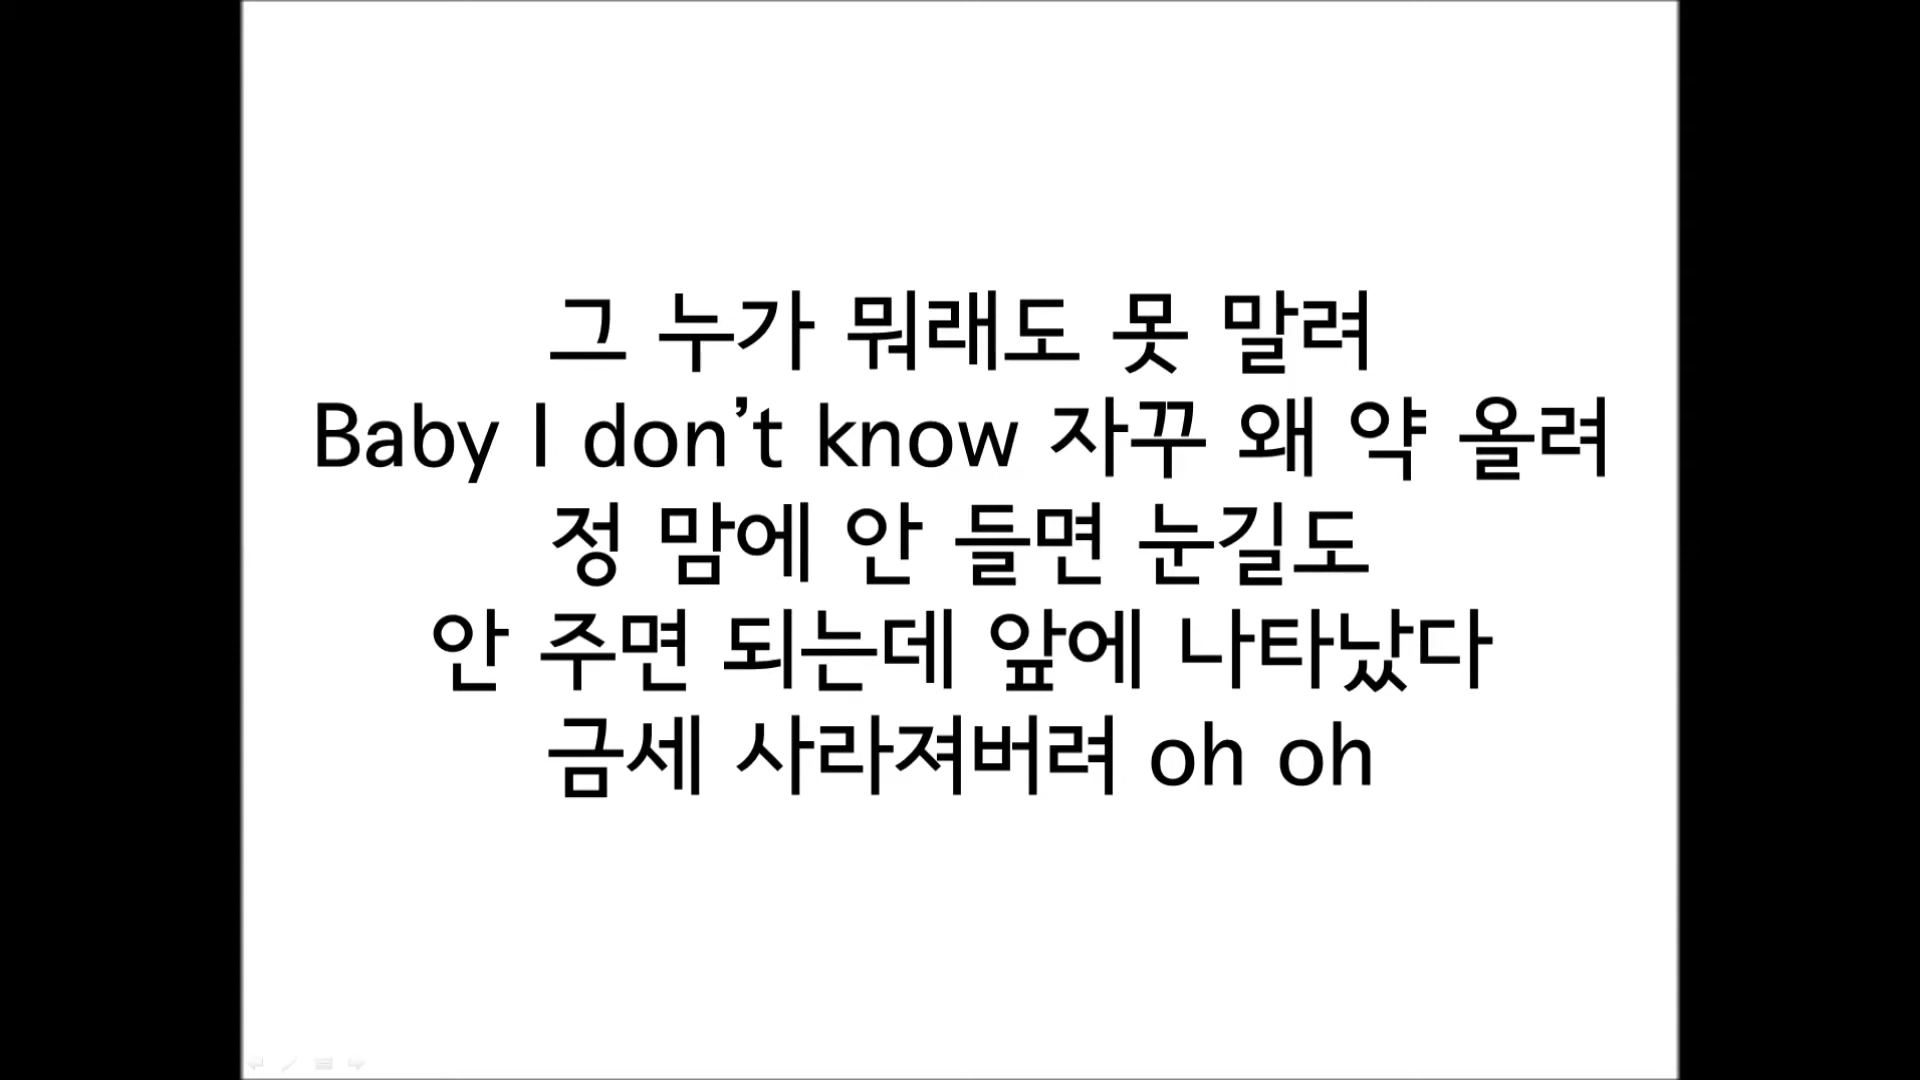 그 누가 뭐래도 못 말려
Baby I don’t know 자꾸 왜 약 올려
정 맘에 안 들면 눈길도
안 주면 되는데 앞에 나타났다
금세 사라져버려 oh oh